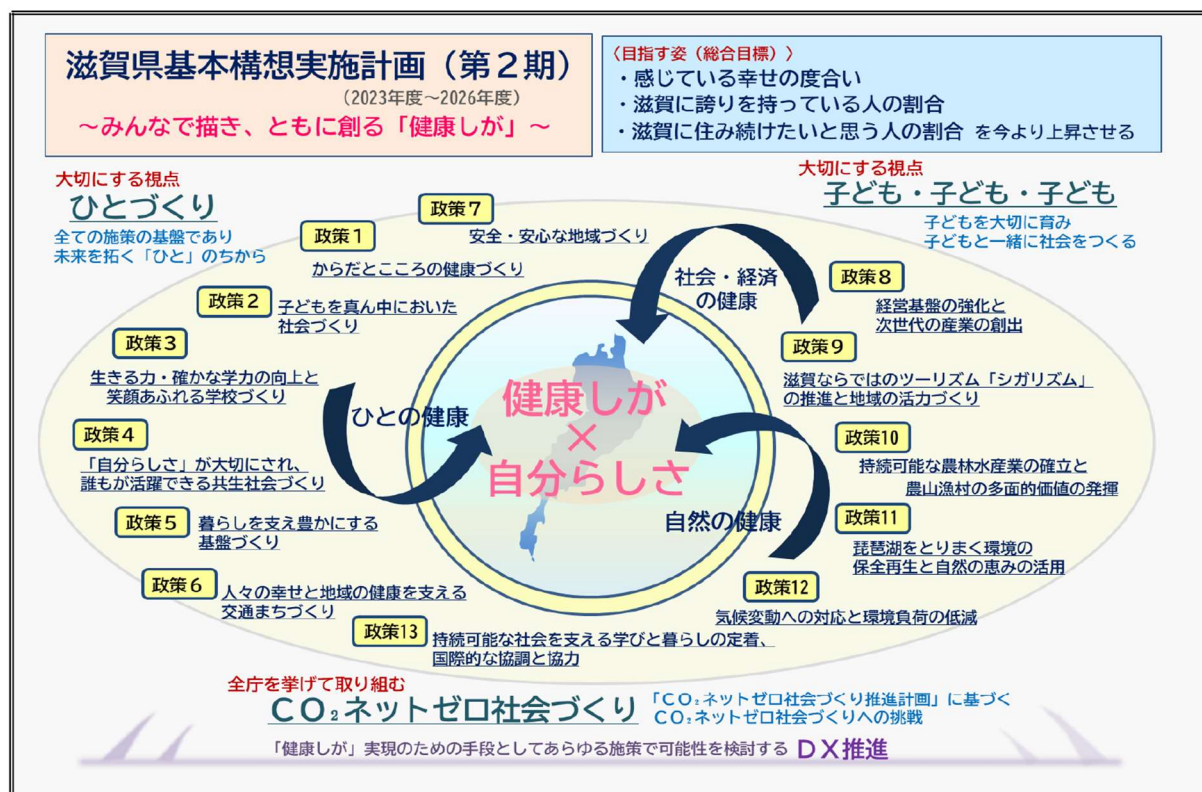 滋賀県基本構想実施計画（第２期）
（2023年度～2026年度）
～みんなで描き、ともに創る「健康しが」～
〈目指す姿（総合目標）〉
・感じている幸せの度合い
・滋賀に誇りを持っている人の割合
・滋賀に住み続けたいと思う人の割合 を今より上昇させる
大切にする視点
ひとづくり
全ての施策の基盤であり
未来を拓く「ひと」のちから
大切にする視点
子ども・子ども・子ども
子どもを大切に育み
子どもと一緒に社会をつくる
政策７
安全・安心な地域づくり
政策１
からだとこころの健康づくり
政策２
子どもを真ん中においた
社会づくり
政策３
生きる力・確かな学力の向上と
笑顔あふれる学校づくり
政策４
「自分らしさ」が大切にされ、
誰もが活躍できる共生社会づくり
政策５
暮らしを支え豊かにする
基盤づくり
政策６
人々の幸せと地域の健康を支える
交通まちづくり
政策13
持続可能な社会を支える学びと暮らしの定着、
国際的な協調と協力
ひとの健康
社会・経済
の健康
自然の健康
健康しが
×
自分らしさ
政策８
経営基盤の強化と
次世代の産業の創出
政策９
滋賀ならではのツーリズム「シガリズム」
の推進と地域の活力づくり
政策10
持続可能な農林水産業の確立と
農山漁村の多面的価値の発揮
政策11
琵琶湖をとりまく環境の
保全再生と自然の恵みの活用
政策12
気候変動への対応と環境負荷の低減
全庁を挙げて取り組む
ＣＯ₂ネットゼロ社会づくり
「ＣＯ₂ネットゼロ社会づくり推進計画」に基づく
ＣＯ₂ネットゼロ社会づくりへの挑戦
「健康しが」実現のための手段としてあらゆる施策で可能性を検討する ＤＸ推進